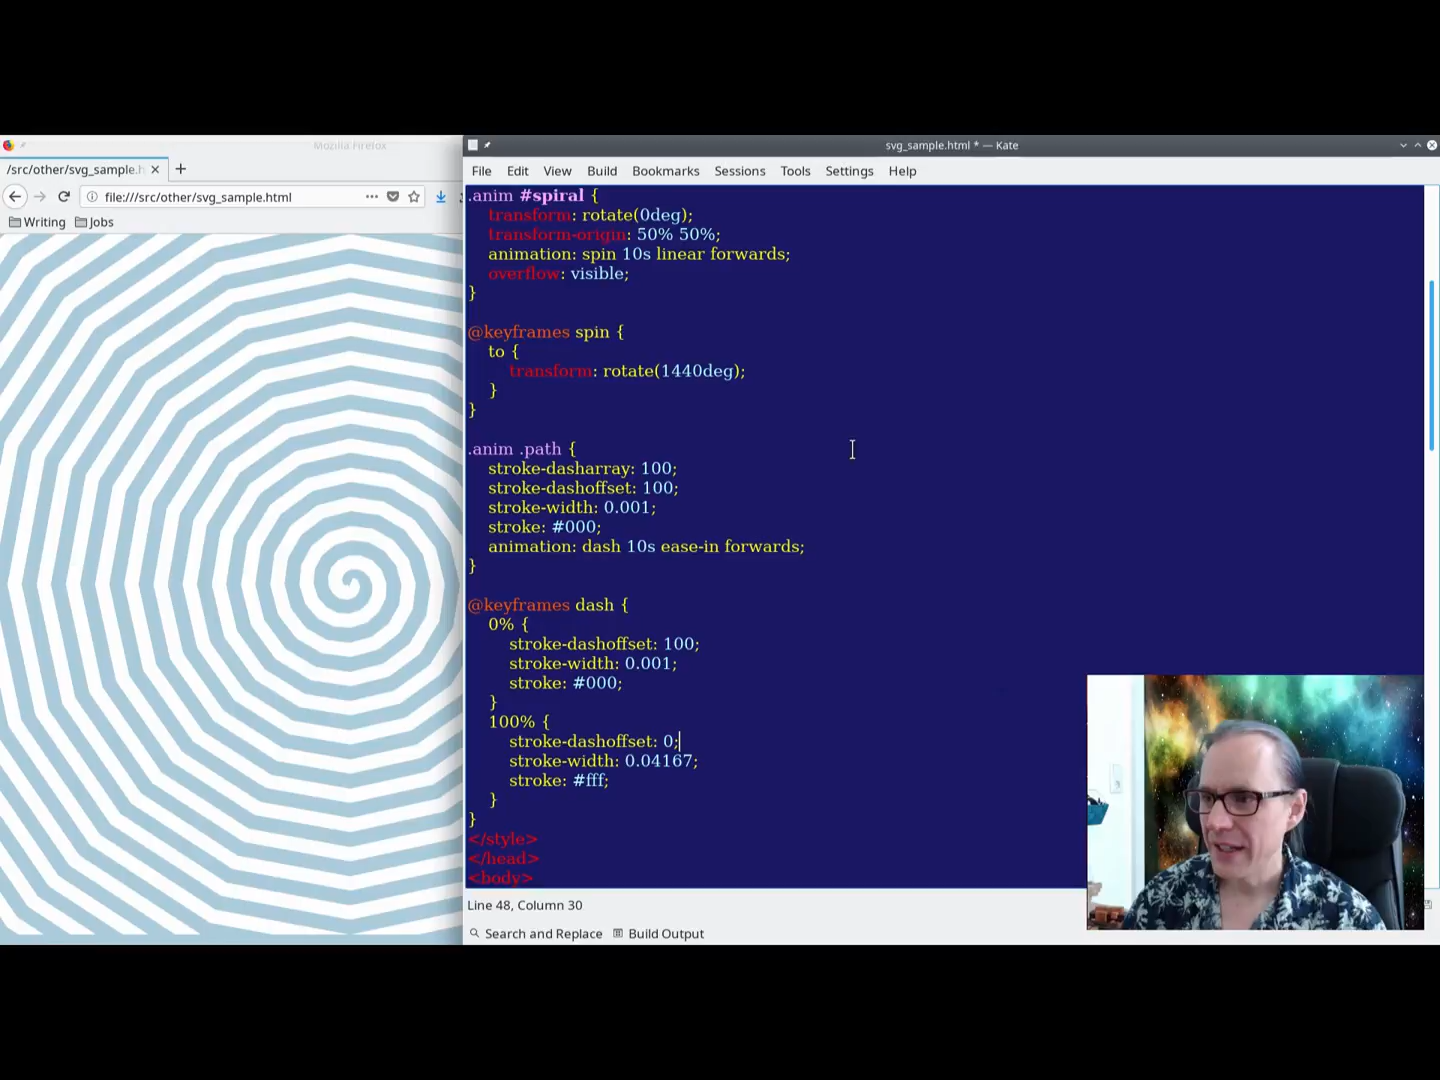 Mozilla Firefox
/src/other/svg_sample.h
file:///src/other/svg_sample.html
Writing Jobs
svg_sample.html * — Kate
File Edit View Build Bookmarks Sessions Tools Settings Help
.anim #spiral {
transform: rotate(0deg);
transform-origin: 50% 50%;
animation: spin 10s linear forwards;
overflow: visible;
}
@keyframes spin {
to {
transform: rotate(1440deg);
}
}
.anim .path {
stroke-dasharray: 100;
stroke-dashoffset: 100;
stroke-width: 0.001;
stroke: #000;
animation: dash 10s ease-in forwards;
}
@keyframes dash {
0% {
stroke-dashoffset: 100;
stroke-width: 0.001;
stroke: #000;
}
100% {
stroke-dashoffset: 0;
stroke-width: 0.04167;
stroke: #fff;
}
}
</style>
</head>
<body>
Line 48, Column 30
Search and Replace Build Output